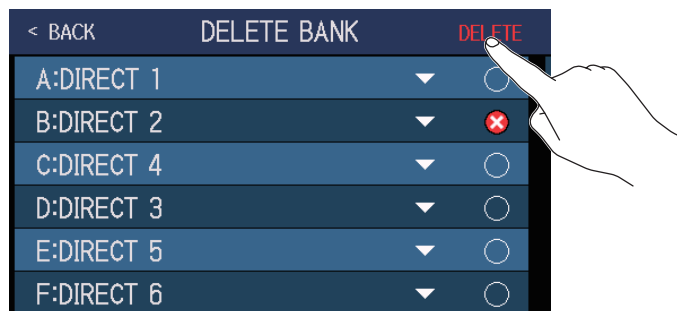 < BACK DELETE BANK DELETE
A:DIRECT 1
B:DIRECT 2
C:DIRECT 4
D:DIRECT 3
E:DIRECT 5
F:DIRECT 6